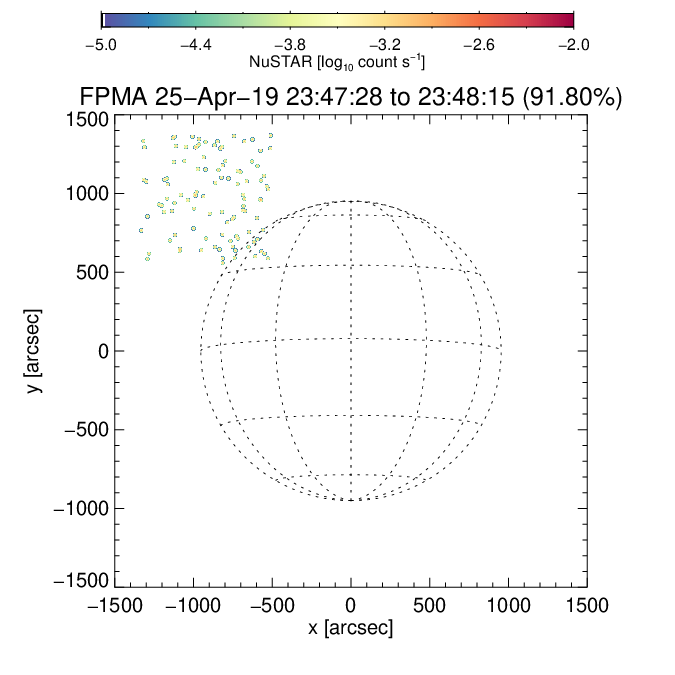 −5.0 −4.4 −3.8 −3.2 −2.6 −2.0
NuSTAR [log10 count s−1]
FPMA 25−Apr−19 23:47:28 to 23:48:15 (91.80%)
1500
1000
500
0
−500
−1000
−1500
y [arcsec]
−1500 −1000 −500 0 500 1000 1500
x [arcsec]